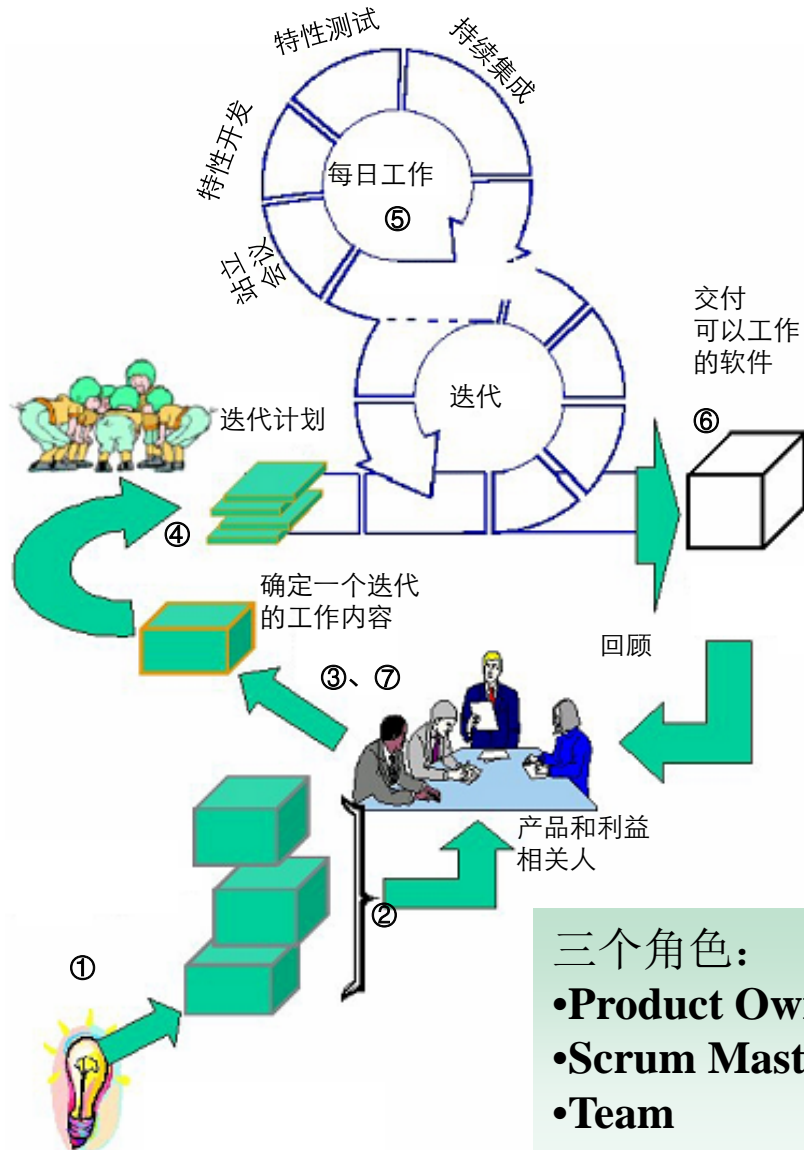 特性测试
持续集成
特性开发
每日工作
⑤
站立
会议
交付
可以工作
的软件
⑥
迭代
迭代计划
④
确定一个迭代
的工作内容
③、⑦
回顾
产品和利益
相关人
②
①
三个角色：
•Product Ow
•Scrum Mast
•Team